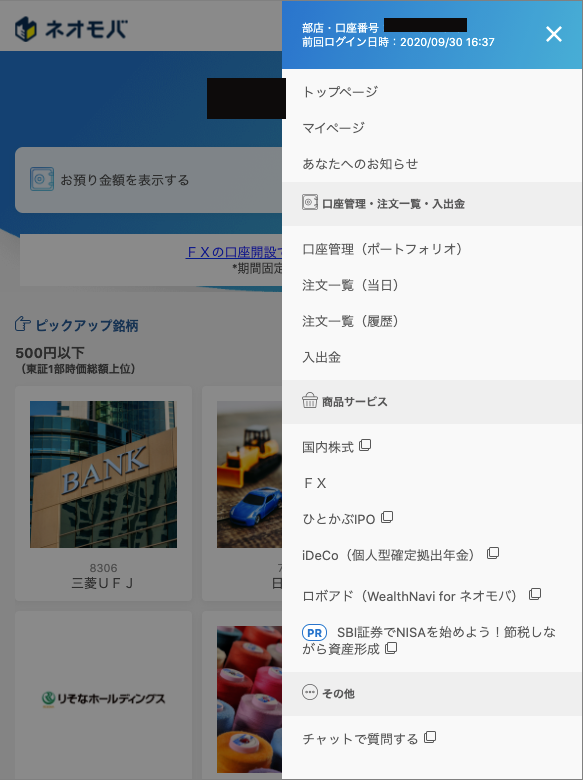 ネオモバ
部店・口座番号
前回ログイン日時：2020/09/30 16:37
トップページ
マイページ
あなたへのお知らせ
お預り金額を表示する
口座管理・注文一覧・入出金
口座管理（ポートフォリオ）
ＦXの口座開設
*期間固定
注文一覧（当日）
注文一覧（履歴）
入出金
ピックアップ銘柄
500円以下
（東証1部時価総額上位）
商品サービス
国内株式
ＦＸ
ひとかぶIPO
iDeCo（個人型確定拠出年金）
ロボアド（WealthNavi for ネオモバ）
PR SBI証券でNISAを始めよう！節税しな
がら資産形成
その他
チャットで質問する
BANK
8306
三菱ＵＦＪ
7
日
りそなホールディングス